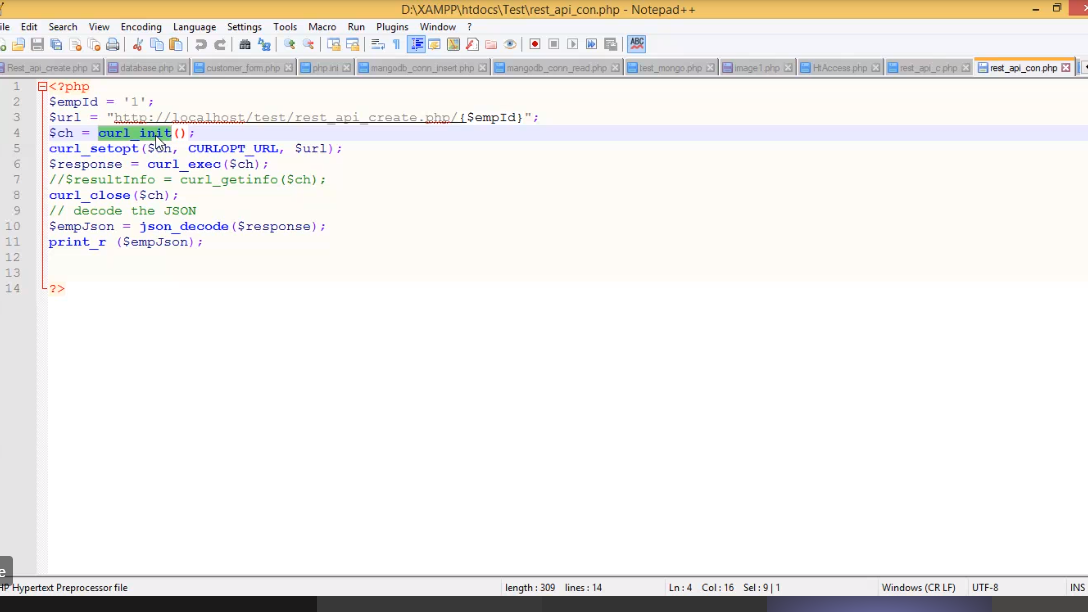 D:\XAMPP\htdocs\Test\rest_api_con.php - Notepad++
ile Edit Search View Encoding Language Settings Tools Macro Run Plugins Window ?
Rest_api_create.php database.php customer_form.php php.ini mangodb_conn_insert.php mangodb_conn_read.php test_mongo.php image1.php HtAccess.php rest_api_c.php rest_api_con.php
1 <?php
2 $empId = '1';
3 $url = "http://localhost/test/rest_api_create.php/{$empId}";
4 $ch = curl_init();
5 curl_setopt($ch, CURLOPT_URL, $url);
6 $response = curl_exec($ch);
7 //$resultInfo = curl_getinfo($ch);
8 curl_close($ch);
9 // decode the JSON
10 $empJson = json_decode($response);
11 print_r ($empJson);
12
13
14 ?>
e
HP Hypertext Preprocessor file length : 309 lines : 14 Ln : 4 Col : 16 Sel : 9 | 1 Windows (CR LF) UTF-8 INS